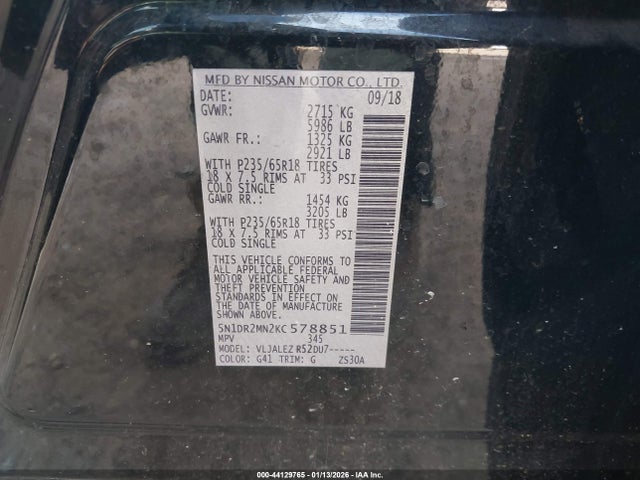 MFD BY NISSAN MOTOR CO., LTD.
DATE: 09/18
GVWR: 2715 KG
5986 LB
GAWR FR.: 1325 KG
2921 LB
WITH P235/65R18 TIRES
18 X 7.5 RIMS AT 33 PSI
COLD SINGLE
GAWR RR.: 1454 KG
3205 LB
WITH P235/65R18 TIRES
18 X 7.5 RIMS AT 33 PSI
COLD SINGLE
THIS VEHICLE CONFORMS TO
ALL APPLICABLE FEDERAL
MOTOR VEHICLE SAFETY AND
THEFT PREVENTION
STANDARDS IN EFFECT ON
THE DATE OF MANUFACTURE
SHOWN ABOVE.
5N1DR2MN2KC578851
MPV 345
MODEL: VLJALEZ R52DU7-----
COLOR: G41 TRIM: G ZS30A
000-44129765 - 01/13/2026 - IAA Inc.